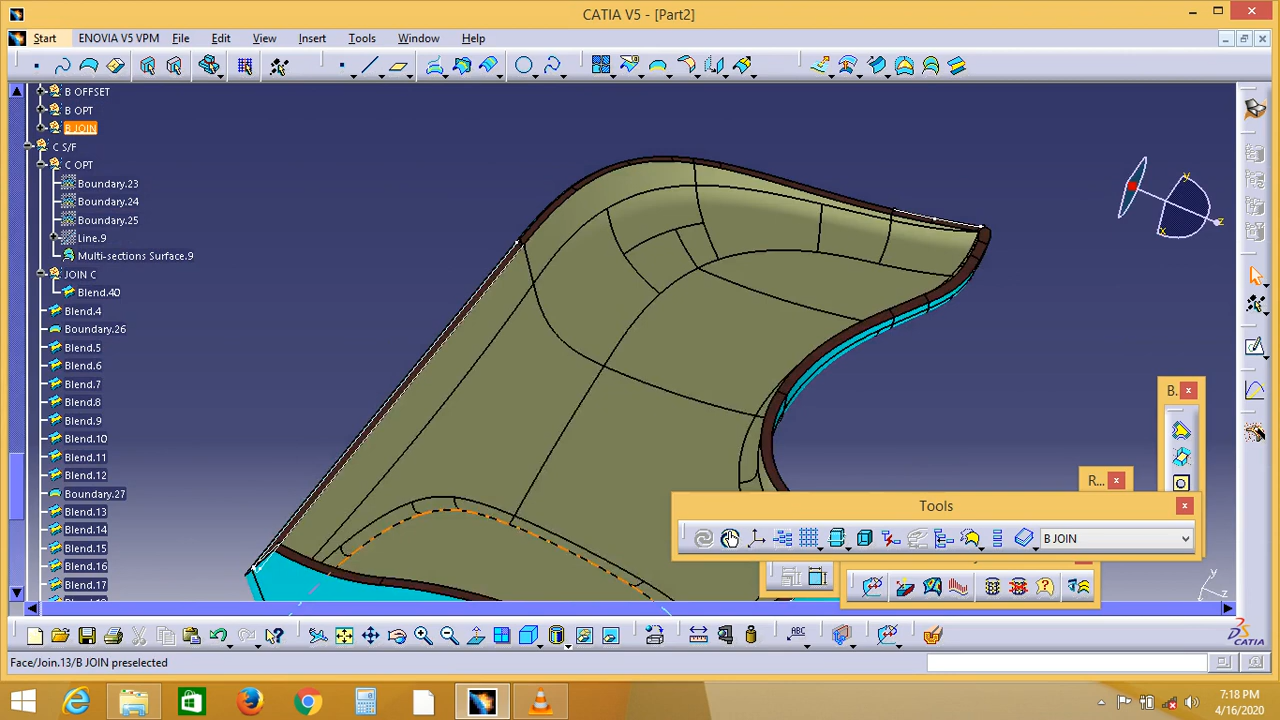 CATIA V5 - [Part2]
Start ENOVIA V5 VPM File Edit View Insert Tools Window Help
B OFFSET
B OPT
B JOIN
C S/F
C OPT
Boundary.23
Boundary.24
Boundary.25
Line.9
Multi-sections Surface.9
JOIN C
Blend.40
Blend.4
Boundary.26
Blend.5
Blend.6
Blend.7
Blend.8
Blend.9
Blend.10
Blend.11
Blend.12
Boundary.27
Blend.13
Blend.14
Blend.15
Blend.16
Blend.17
y
z
x
B.
R...
Tools
B JOIN
y
z
x
ABC
DS CATIA
Face/Join.13/B JOIN preselected
7:18 PM
4/16/2020